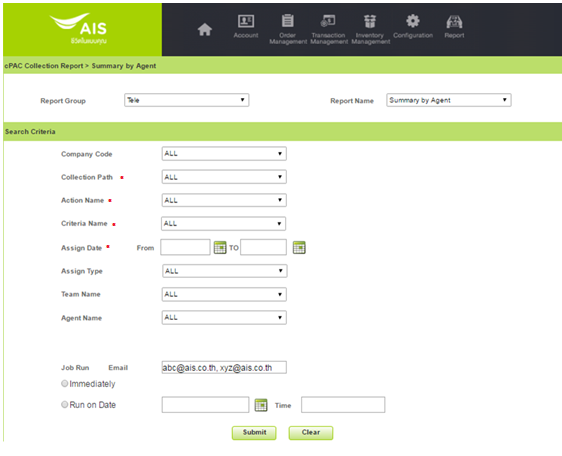 AIS
Account
Order Management
Transaction Management
Inventory Management
Configuration
Report
cPAC Collection Report > Summary by Agent
Report Group Tele Report Name Summary by Agent
Search Criteria
Company Code ALL
Collection Path ALL
Action Name ALL
Criteria Name ALL
Assign Date From TO
Assign Type ALL
Team Name ALL
Agent Name ALL
Job Run Email abc@ais.co.th, xyz@ais.co.th
Immediately
Run on Date Time
Submit Clear